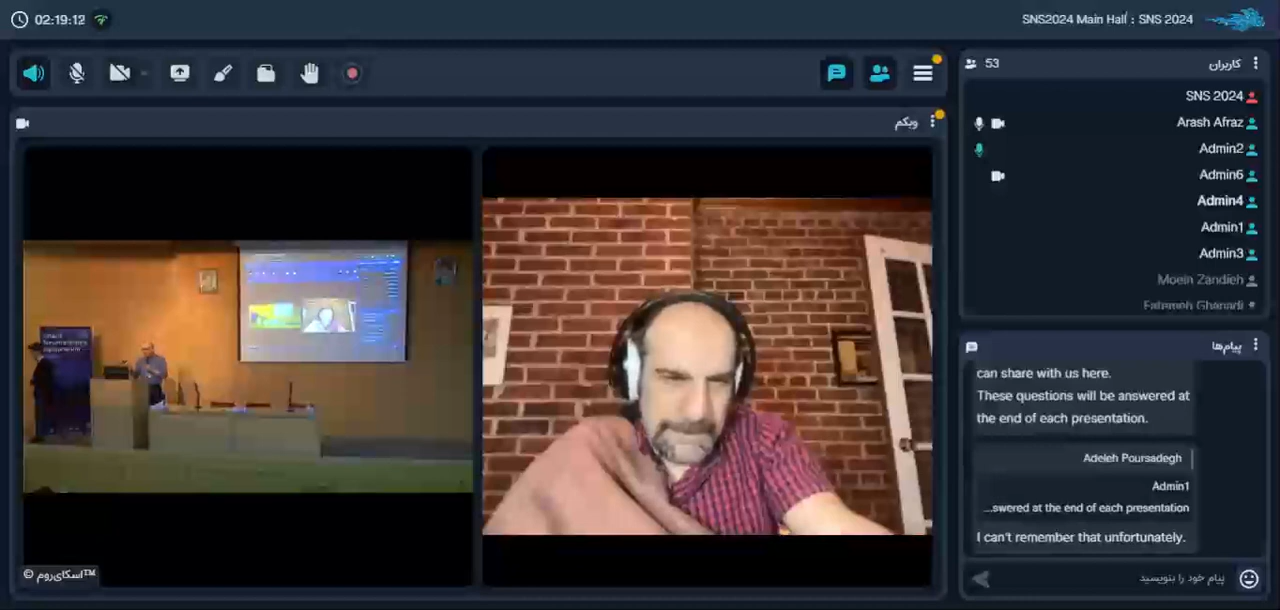 02:19:12
SNS2024 Main Hall : SNS 2024
53
کاربران
وبکم
SNS 2024
Arash Afraz
Admin2
Admin6
Admin4
Admin1
Admin3
Moein Zandieh
Fatemeh Ghanadi
پیام‌ها
can share with us here.
These questions will be answered at
the end of each presentation.
Adeleh Poursadegh
Admin1
...swered at the end of each presentation
I can't remember that unfortunately.
پیام خود را بنویسید
© اسکای‌روم™